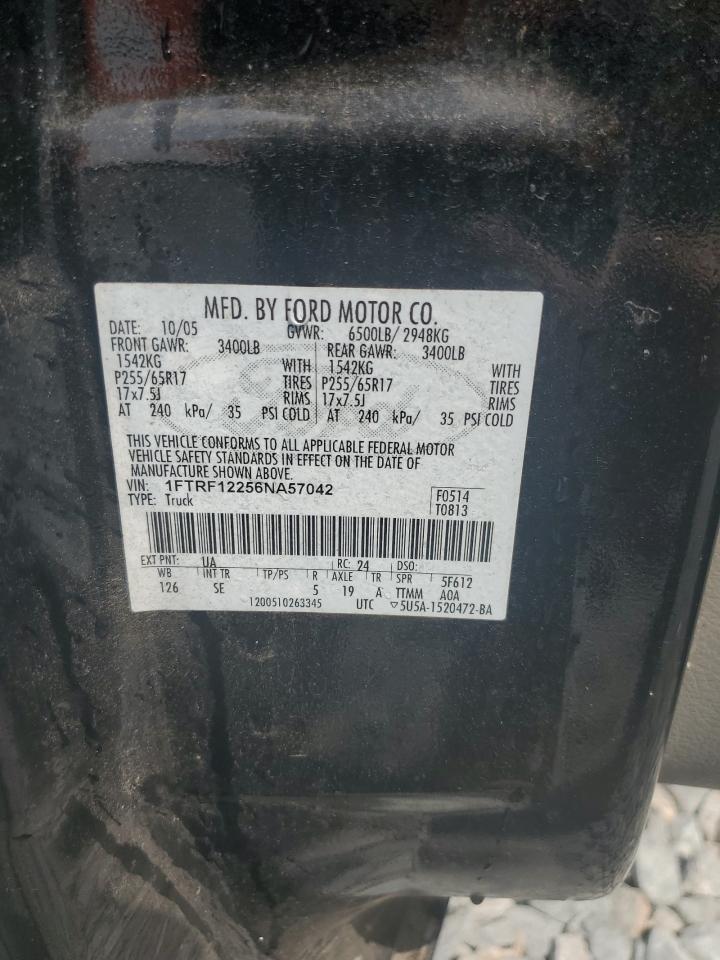 MFD. BY FORD MOTOR CO.
DATE: 10/05 GVWR: 6500LB/ 2948KG
FRONT GAWR: 3400LB REAR GAWR: 3400LB
1542KG WITH 1542KG WITH
P255/65R17 TIRES P255/65R17 TIRES
17x7.5J RIMS 17x7.5J RIMS
AT 240 kPa/ 35 PSI COLD AT 240 kPa/ 35 PSI COLD
THIS VEHICLE CONFORMS TO ALL APPLICABLE FEDERAL MOTOR
VEHICLE SAFETY STANDARDS IN EFFECT ON THE DATE OF
MANUFACTURE SHOWN ABOVE.
VIN: 1FTRF12256NA57042 F0514
TYPE: Truck T0813
EXT PNT: UA RC: 24 DSO:
WB INT TR TP/PS R AXLE TR SPR 5F612
126 SE 5 19 A TTMM AOA
1200510263345 UTC ▽5U5A-1520472-BA